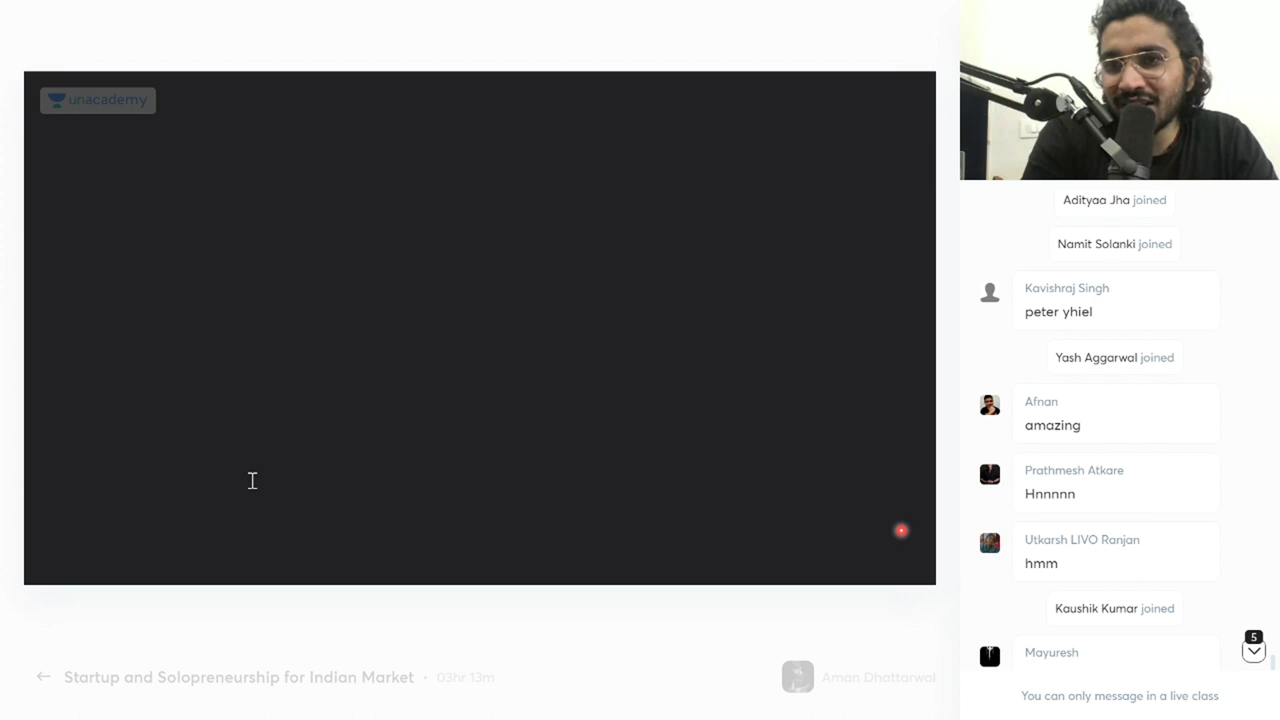 unacademy
Adityaa Jha joined
Namit Solanki joined
Kavishraj Singh
peter yhiel
Yash Aggarwal joined
Afnan
amazing
Prathmesh Atkare
Hnnnnn
Utkarsh LIVO Ranjan
hmm
Kaushik Kumar joined
5
Mayuresh
You can only message in a live class
Startup and Solopreneurship for Indian Market • 03hr 13m
Aman Dhattarwal